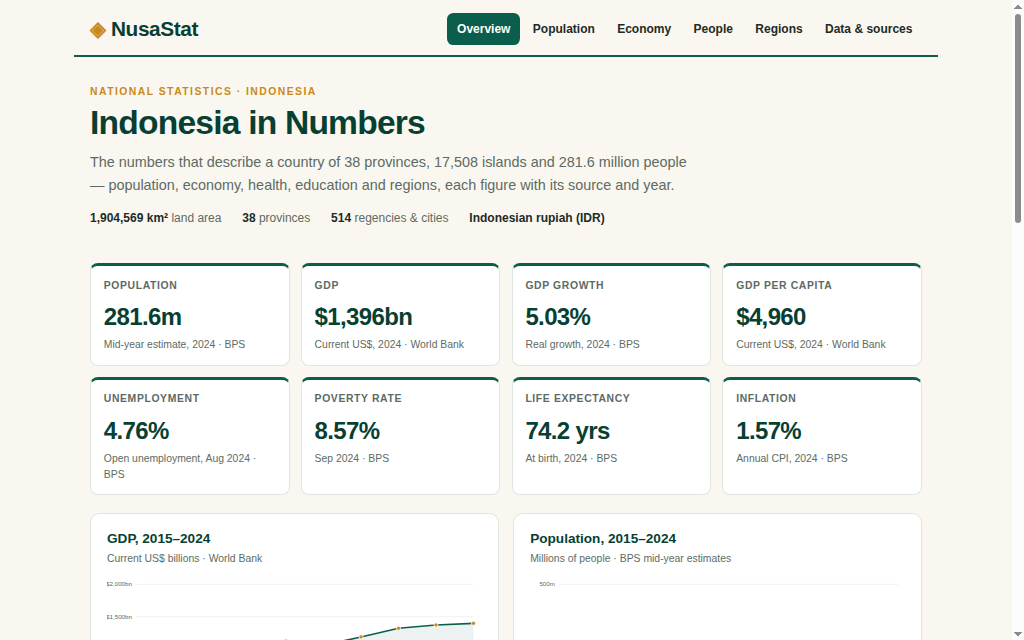 NusaStat
Overview Population Economy People Regions Data & sources
NATIONAL STATISTICS · INDONESIA
Indonesia in Numbers
The numbers that describe a country of 38 provinces, 17,508 islands and 281.6 million people
— population, economy, health, education and regions, each figure with its source and year.
1,904,569 km² land area 38 provinces 514 regencies & cities Indonesian rupiah (IDR)
POPULATION
281.6m
Mid-year estimate, 2024 · BPS
GDP
$1,396bn
Current US$, 2024 · World Bank
GDP GROWTH
5.03%
Real growth, 2024 · BPS
GDP PER CAPITA
$4,960
Current US$, 2024 · World Bank
UNEMPLOYMENT
4.76%
Open unemployment, Aug 2024 ·
BPS
POVERTY RATE
8.57%
Sep 2024 · BPS
LIFE EXPECTANCY
74.2 yrs
At birth, 2024 · BPS
INFLATION
1.57%
Annual CPI, 2024 · BPS
GDP, 2015–2024
Current US$ billions · World Bank
$2,000bn
$1,500bn
Population, 2015–2024
Millions of people · BPS mid-year estimates
500m